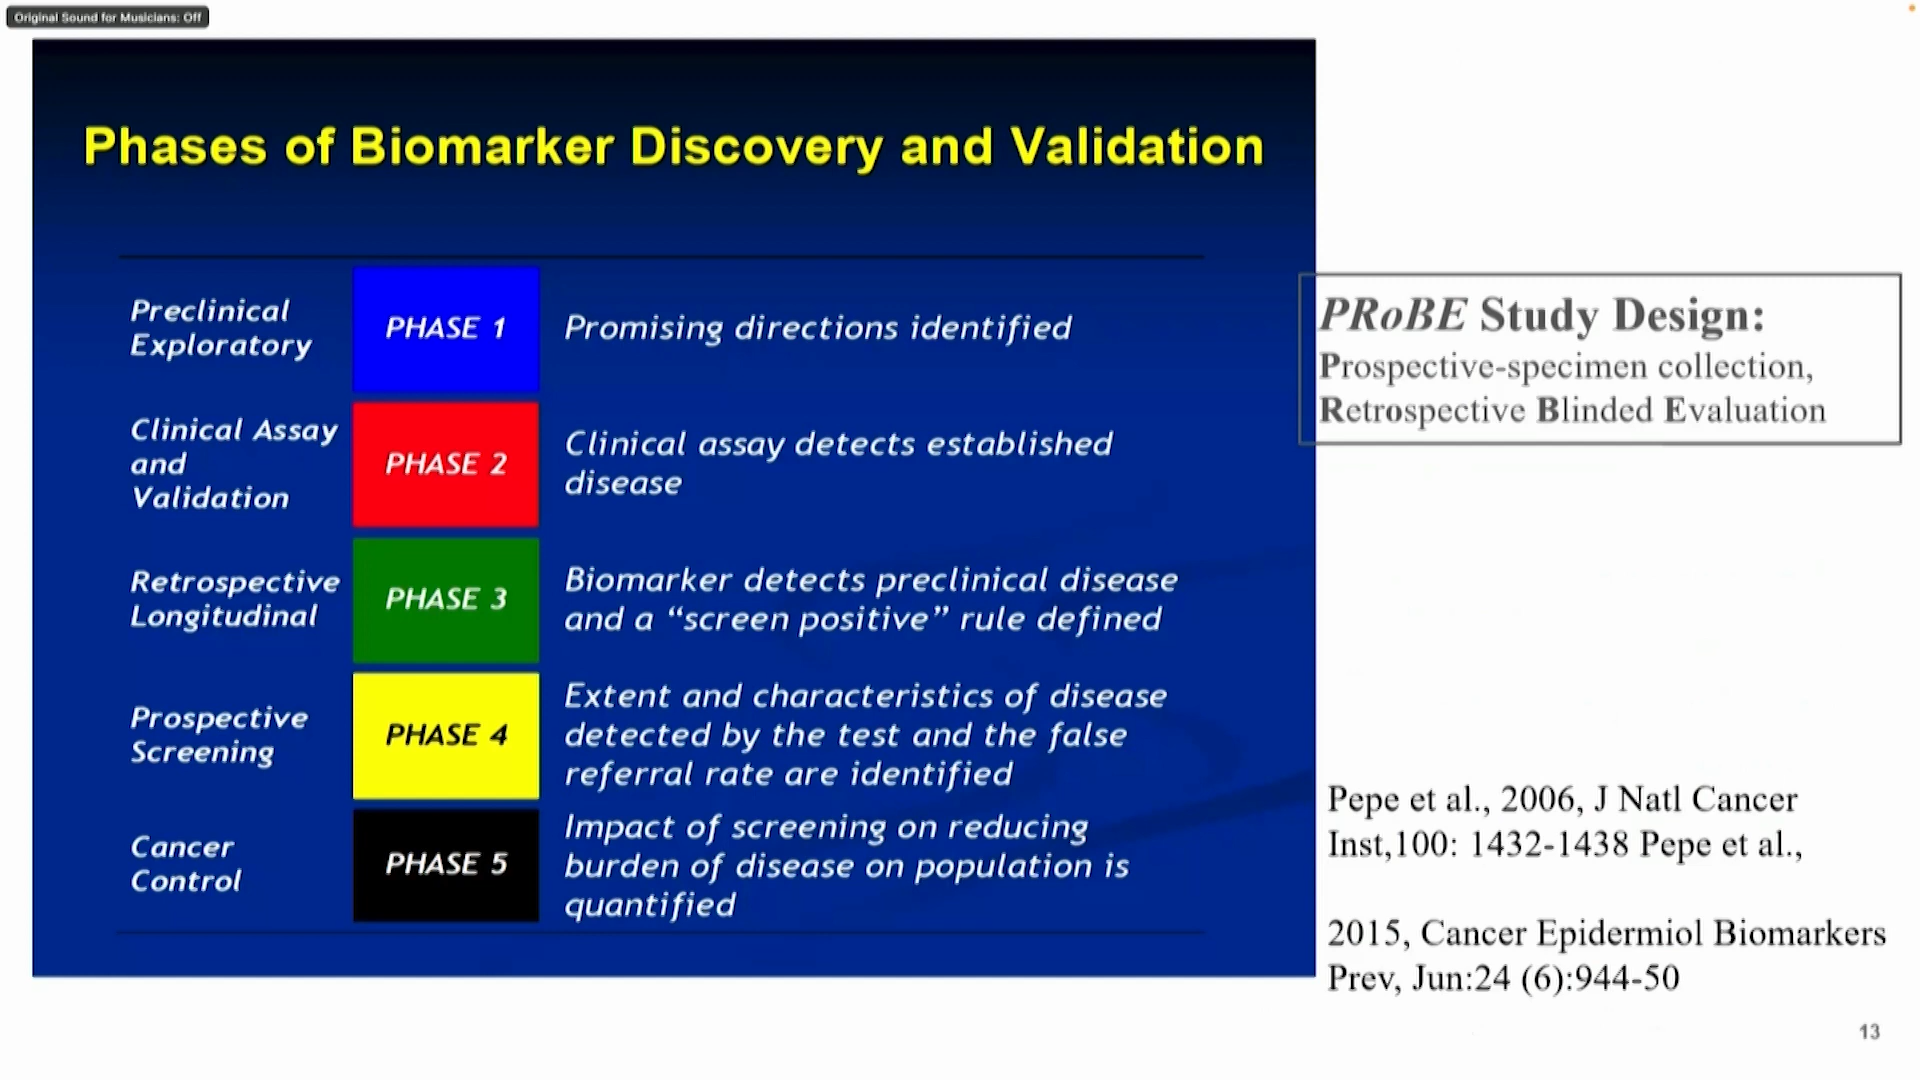 Original Sound for Musicians: Off
Phases of Biomarker Discovery and Validation
Preclinical
Exploratory
PHASE 1
Promising directions identified
Clinical Assay
and
Validation
PHASE 2
Clinical assay detects established
disease
Retrospective
Longitudinal
PHASE 3
Biomarker detects preclinical disease
and a “screen positive” rule defined
Prospective
Screening
PHASE 4
Extent and characteristics of disease
detected by the test and the false
referral rate are identified
Cancer
Control
PHASE 5
Impact of screening on reducing
burden of disease on population is
quantified
PRoBE Study Design:
Prospective-specimen collection,
Retrospective Blinded Evaluation
Pepe et al., 2006, J Natl Cancer
Inst,100: 1432-1438 Pepe et al.,
2015, Cancer Epidermiol Biomarkers
Prev, Jun:24 (6):944-50
13